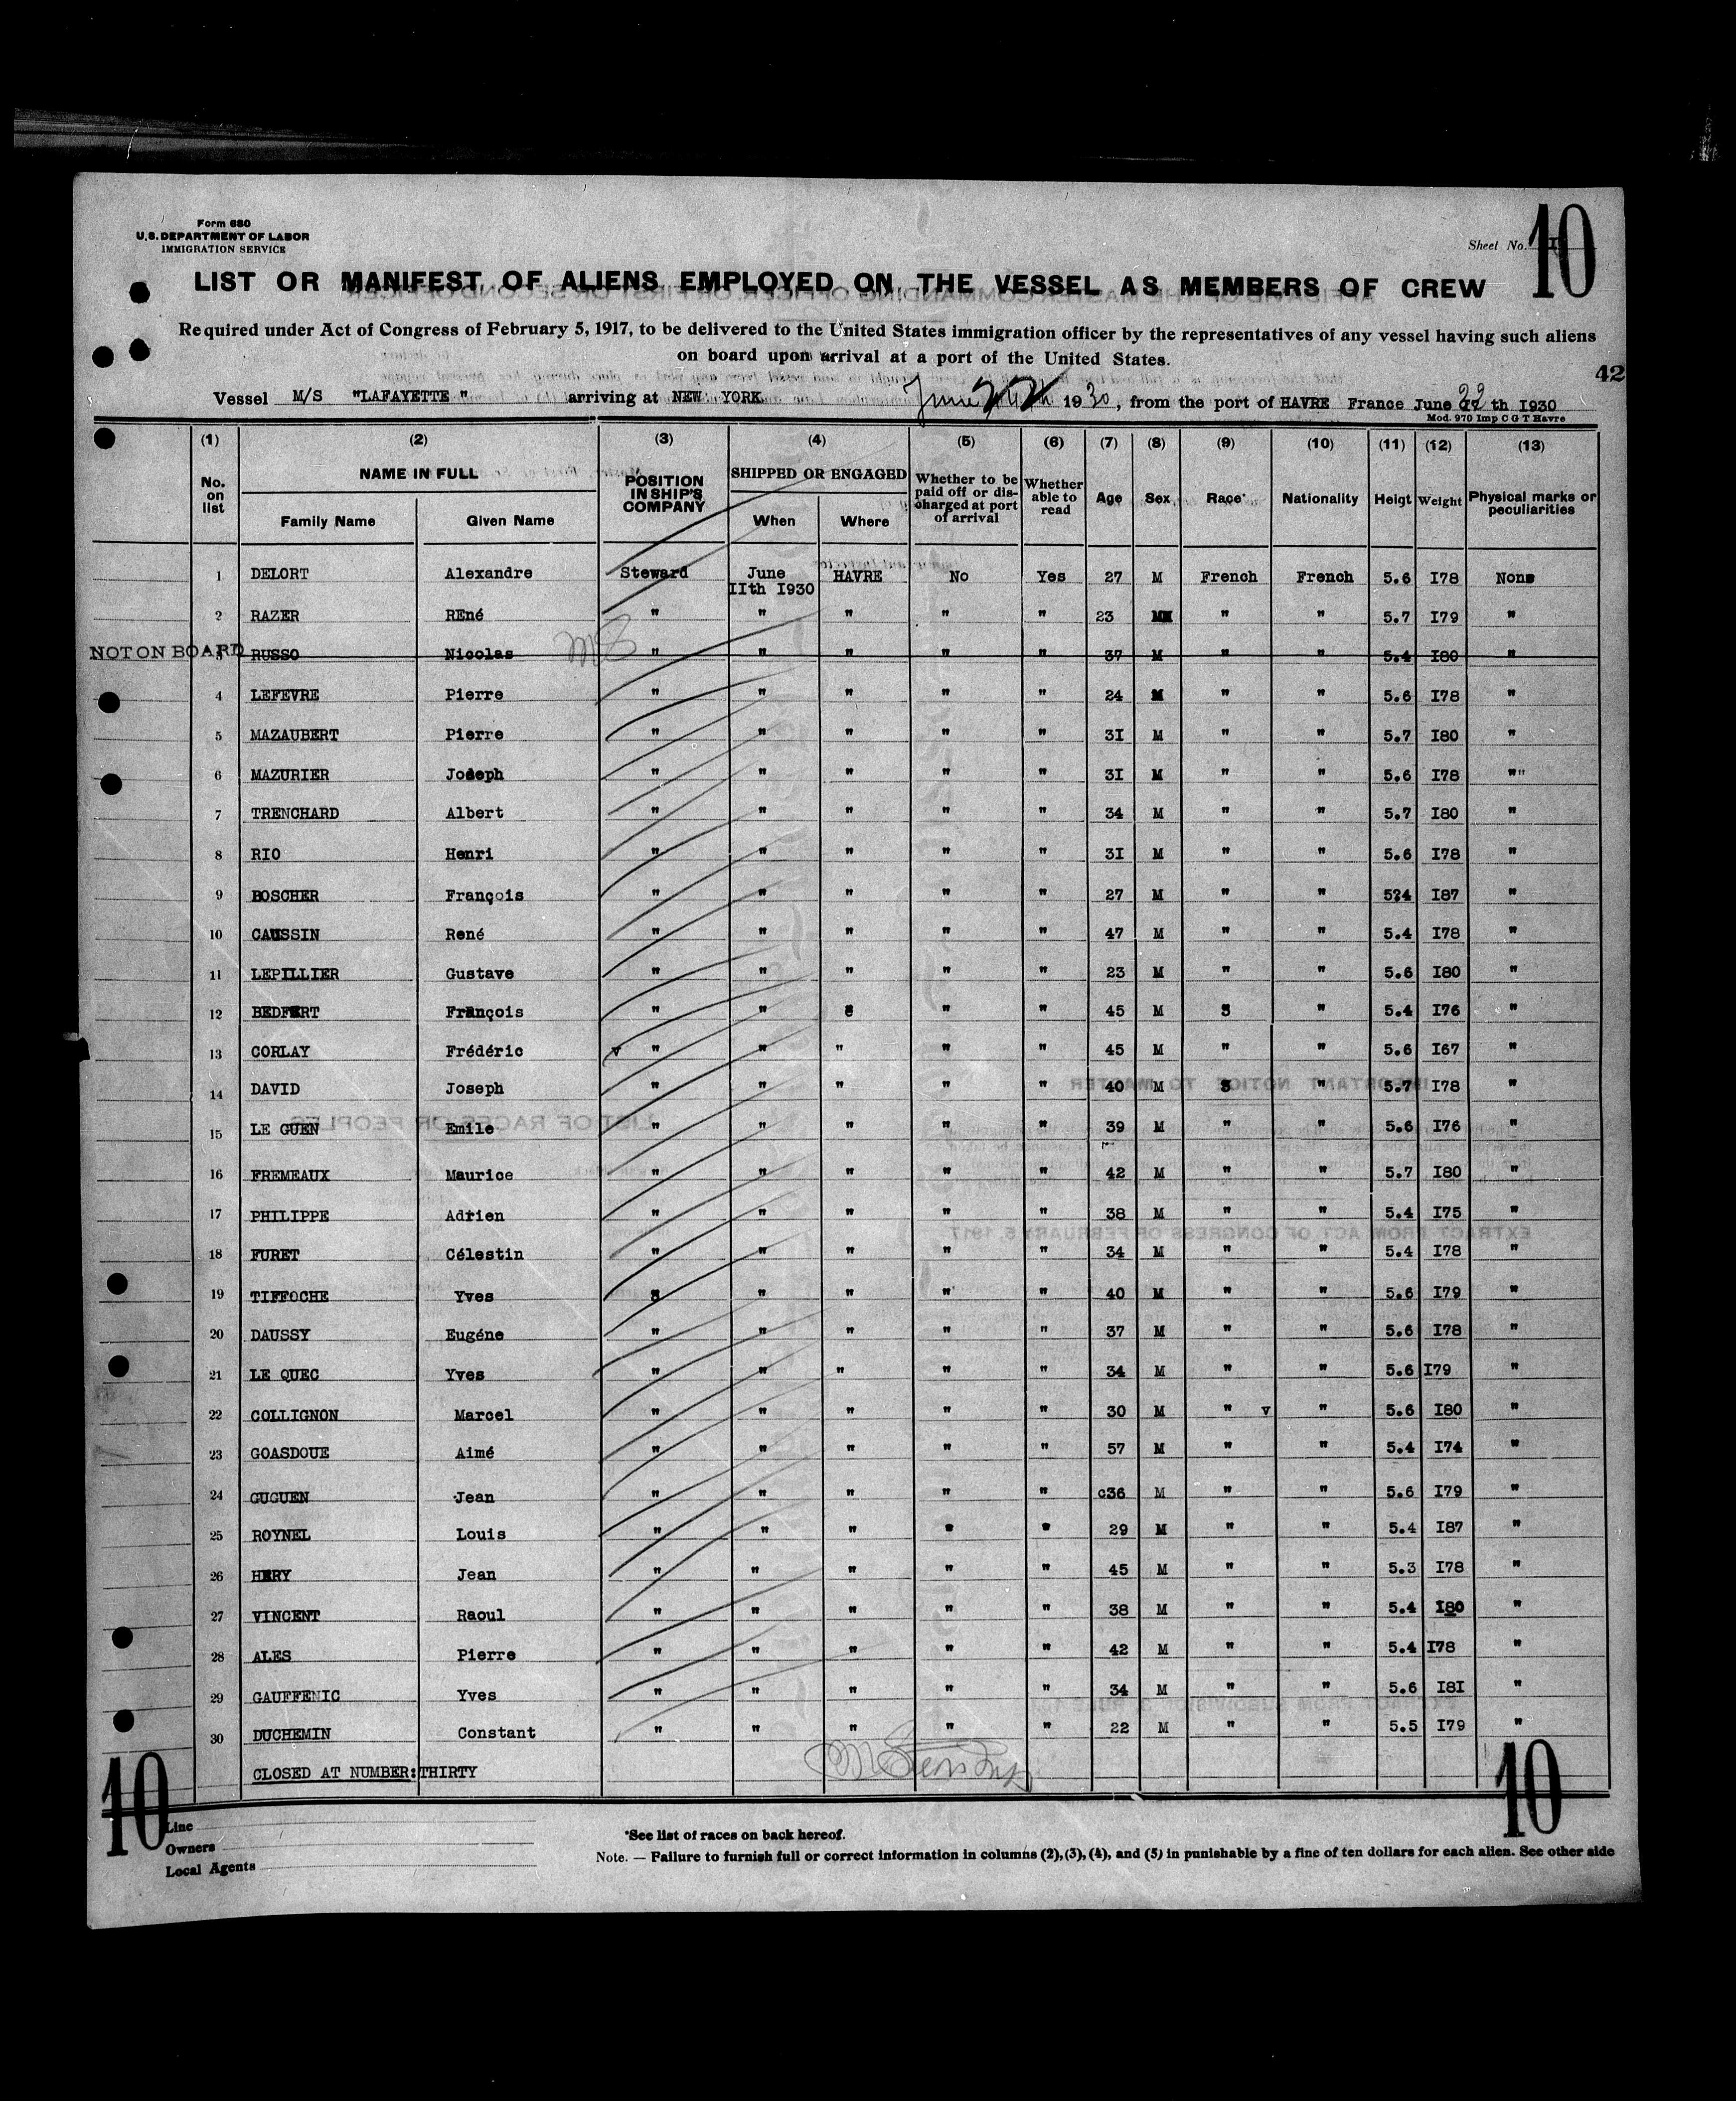 Form 680
U.S. DEPARTMENT OF LABOR
IMMIGRATION SERVICE
Sheet No. 10
LIST OR MANIFEST OF ALIENS EMPLOYED ON THE VESSEL AS MEMBERS OF CREW
Required under Act of Congress of February 5, 1917, to be delivered to the United States immigration officer by the representatives of any vessel having such aliens
on board upon arrival at a port of the United States.
42
Vessel M/S "LAFAYETTE " arriving at NEW YORK June 1930, from the port of HAVRE France June th I930
Mod. 970 Imp C G T Havre
(1) (2) (3) (4) (5) (6) (7) (8) (9) (10) (11) (12) (13)
No. on list NAME IN FULL Family Name Given Name POSITION IN SHIP'S COMPANY SHIPPED OR ENGAGED When Where Whether to be paid off or discharged at port of arrival Whether able to read Age Sex Race* Nationality Heigt Weight Physical marks or peculiarities
1 DELORT Alexandre Steward June IIth I930 HAVRE No Yes 27 M French French 5.6 I78 None
2 RAZER REné " " " " " 23 M " " 5.7 I79 "
NOT ON BOARD 3 RUSSO Nicolas " " " " " 37 M " " 5.4 I80 "
4 LEFEVRE Pierre " " " " " 24 M " " 5.6 I78 "
5 MAZAUBERT Pierre " " " " " 3I M " " 5.7 I80 "
6 MAZURIER Joseph " " " " " 3I M " " 5.6 I78 ""
7 TRENCHARD Albert " " " " " 34 M " " 5.7 I80 "
8 RIO Henri " " " " " 3I M " " 5.6 I78 "
9 BOSCHER François " " " " " 27 M " " 5?4 I87 "
10 CAUSSIN René " " " " " 47 M " " 5.4 I78 "
11 LEPILLIER Gustave " " " " " 23 M " " 5.6 I80 "
12 BEDFERT François " " " " 45 M " 5.4 I76 "
13 CORLAY Frédéric v " " " " " 45 M " " 5.6 I67 "
14 DAVID Joseph " " " " " 40 M " 5.7 I78 "
15 LE GUEN Emile " " " " " 39 M " " 5.6 I76 "
16 FREMEAUX Maurice " " " " " 42 M " " 5.7 I80 "
17 PHILIPPE Adrien " " " " " 38 M " " 5.4 I75 "
18 FURET Célestin " " " " " 34 M " " 5.4 I78 "
19 TIFFOCHE Yves " " " " 40 M " " 5.6 I79 "
20 DAUSSY Eugéne " " " " " 37 M " " 5.6 I78 "
21 LE QUEC Yves " " " " " 34 M " " 5.6 I79 "
22 COLLIGNON Marcel " " " " " 30 M " v " 5.6 I80 "
23 GOASDOUE Aimé " " " " " 57 M " " 5.4 I74 "
24 GUGUEN Jean " " " " " c36 M " " 5.6 I79 "
25 ROYNEL Louis " " " " " 29 M " " 5.4 I87 "
26 HERY Jean " " " " " 45 M " " 5.3 I78 "
27 VINCENT Raoul " " " " " 38 M " " 5.4 I80 "
28 ALES Pierre " " " " " 42 M " " 5.4 I78 "
29 GAUFFENIC Yves " " " " " 34 M " " 5.6 I8I "
30 DUCHEMIN Constant " " " " " 22 M " " 5.5 I79 "
CLOSED AT NUMBER:THIRTY
10 10
Line
Owners
Local Agents
*See list of races on back hereof.
Note. — Failure to furnish full or correct information in columns (2), (3), (4), and (5) in punishable by a fine of ten dollars for each alien. See other side